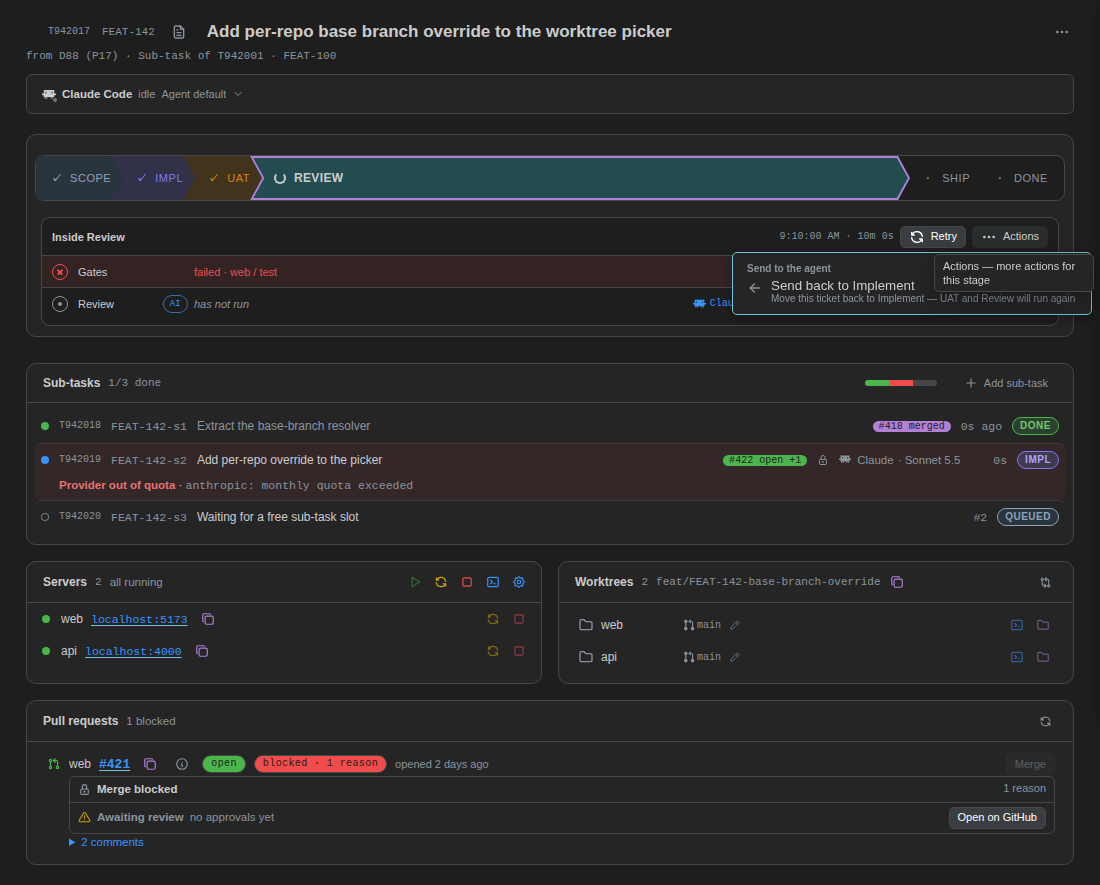 T942017 FEAT-142 Add per-repo base branch override to the worktree picker
from D88 (P17) · Sub-task of T942001 · FEAT-100
Claude Code idle Agent default
SCOPE IMPL UAT REVIEW SHIP DONE
Inside Review 9:10:00 AM · 10m 0s Retry Actions
Gates failed · web / test
Review AI has not run Clau
Send to the agent
Send back to Implement
Move this ticket back to Implement — UAT and Review will run again
Actions — more actions for
this stage
Sub-tasks 1/3 done Add sub-task
T942018 FEAT-142-s1 Extract the base-branch resolver #418 merged 0s ago DONE
T942019 FEAT-142-s2 Add per-repo override to the picker #422 open +1 Claude · Sonnet 5.5 0s IMPL
Provider out of quota · anthropic: monthly quota exceeded
T942020 FEAT-142-s3 Waiting for a free sub-task slot #2 QUEUED
Servers 2 all running
web localhost:5173
api localhost:4000
Worktrees 2 feat/FEAT-142-base-branch-override
web main
api main
Pull requests 1 blocked
web #421 open blocked · 1 reason opened 2 days ago Merge
Merge blocked 1 reason
Awaiting review no approvals yet Open on GitHub
2 comments